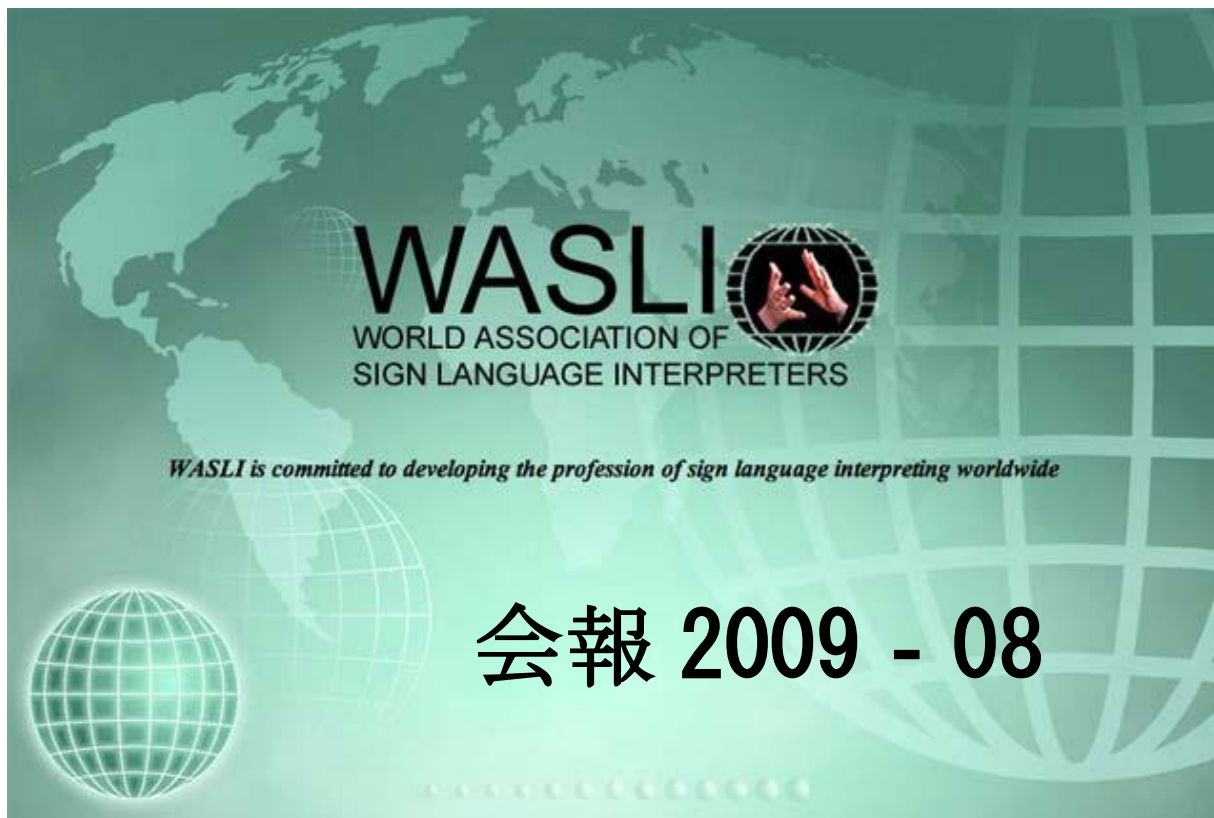 WASLI
WORLD ASSOCIATION OF
SIGN LANGUAGE INTERPRETERS
WASLI is committed to developing the profession of sign language interpreting worldwide
会報 2009 - 08